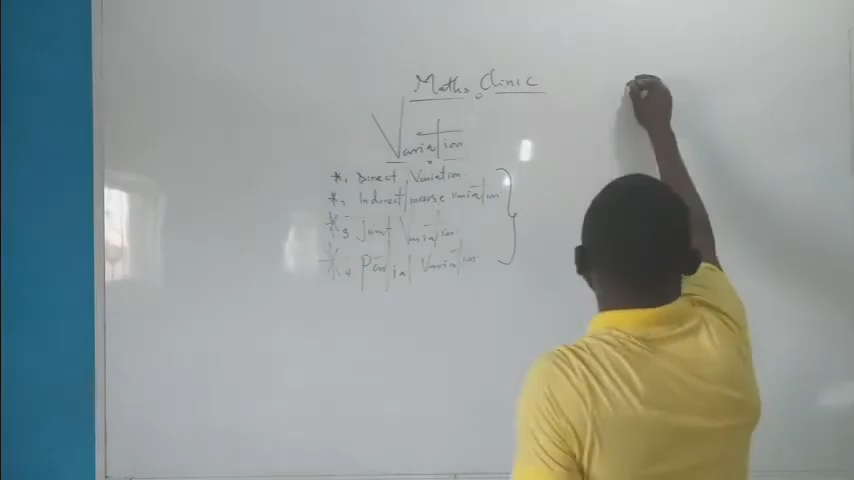 Maths Clinic
Variation
*1 Direct Variation.
*2 Indirect/inverse variation
*3 Joint Variation
*4 Partial Variation